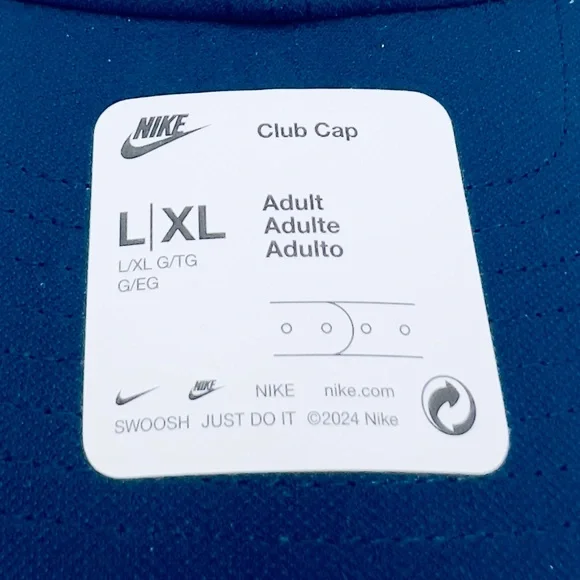 NIKE
Club Cap
L|XL
L/XL G/TG
G/EG
Adult
Adulte
Adulto
NIKE NIKE nike.com
SWOOSH JUST DO IT ©2024 Nike